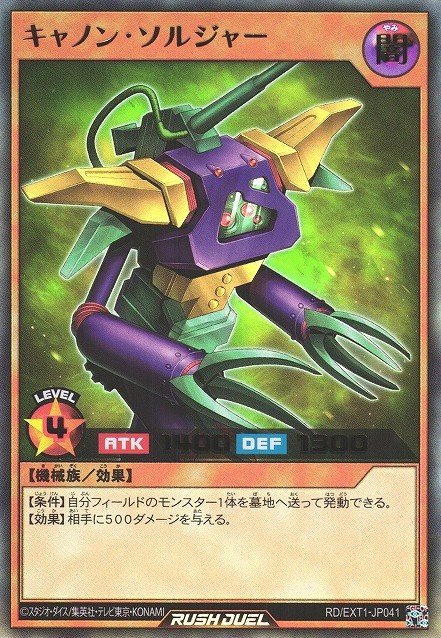 キャノン・ソルジャー
やみ
闇
LEVEL
4
ATK 1400 DEF 1300
【機械族／効果】
【条件】自分フィールドのモンスター1体を墓地へ送って発動できる。
【効果】相手に500ダメージを与える。
©スタジオ・ダイス/集英社・テレビ東京・KONAMI
RUSH DUEL
RD/EXT1-JP041